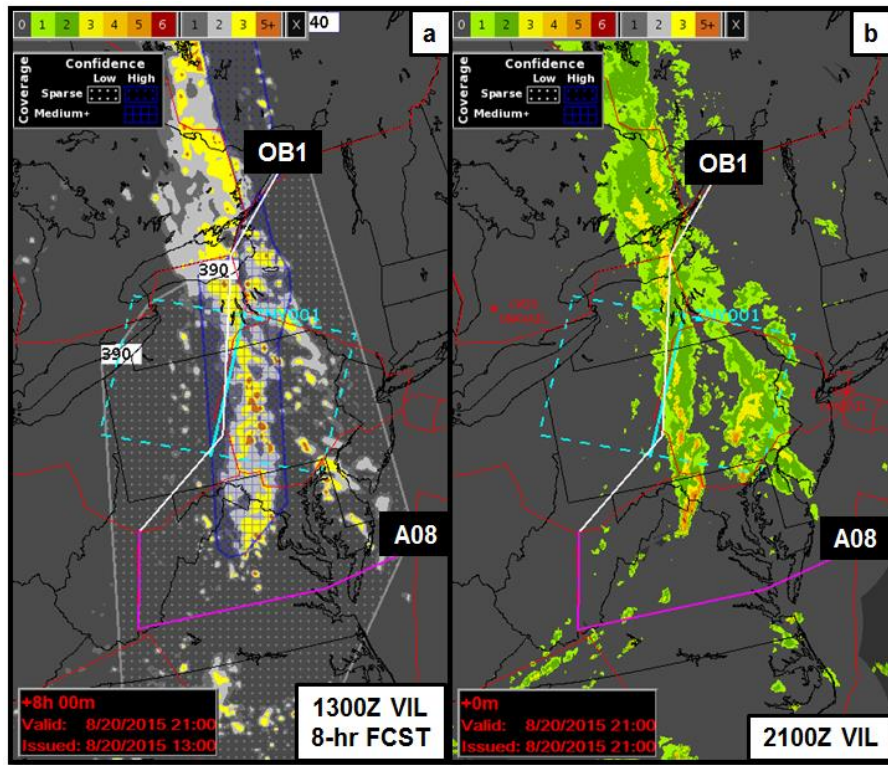 0 1 2 3 4 5 6 1 2 3 5+ X 40
a
Confidence
Low High
Coverage
Sparse
Medium+
OB1
390
390
001
A08
+8h 00m
Valid: 8/20/2015 21:00
Issued: 8/20/2015 13:00
1300Z VIL
8-hr FCST
0 1 2 3 4 5 6 1 2 3 5+ X
b
Confidence
Low High
Coverage
Sparse
Medium+
OB1
001
A08
+0m
Valid: 8/20/2015 21:00
Issued: 8/20/2015 21:00
2100Z VIL